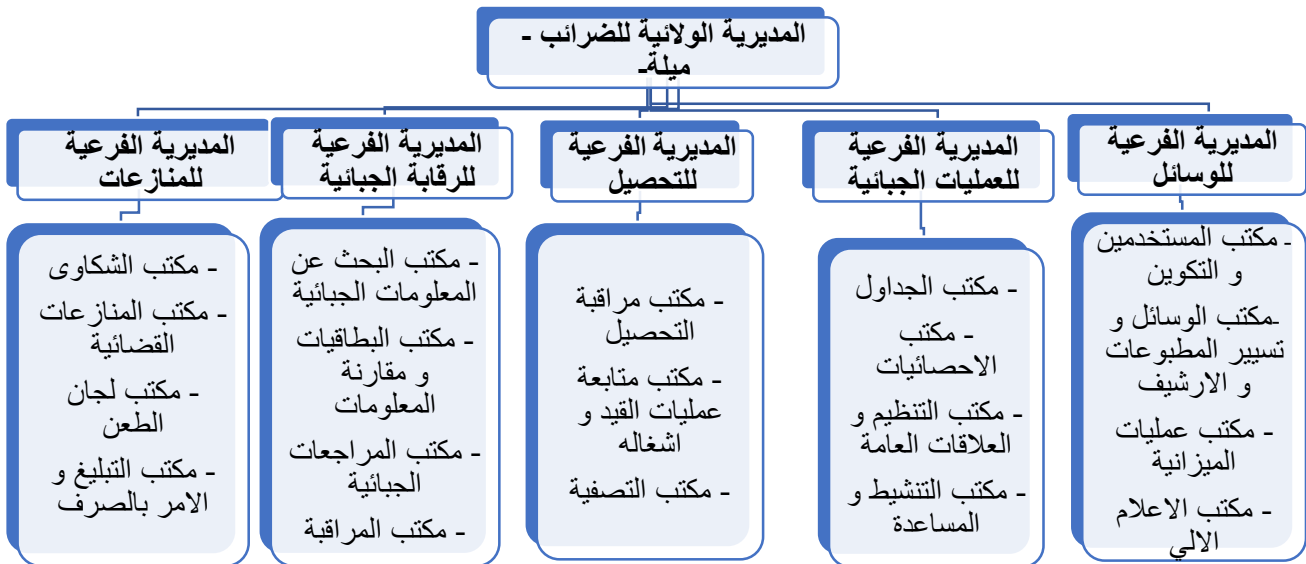 المديرية الولائية للضرائب -
ميلة-
المديرية الفرعية
للوسائل
- مكتب المستخدمين
و التكوين
-مكتب الوسائل و
تسيير المطبوعات
و الارشيف
- مكتب عمليات
الميزانية
- مكتب الاعلام
الالي
المديرية الفرعية
للعمليات الجبائية
- مكتب الجداول
- مكتب
الاحصائيات
- مكتب التنظيم و
العلاقات العامة
- مكتب التنشيط و
المساعدة
المديرية الفرعية
للتحصيل
- مكتب مراقبة
التحصيل
- مكتب متابعة
عمليات القيد و
اشغاله
- مكتب التصفية
المديرية الفرعية
للرقابة الجبائية
- مكتب البحث عن
المعلومات الجبائية
- مكتب البطاقيات
و مقارنة
المعلومات
- مكتب المراجعات
الجبائية
- مكتب المراقبة
المديرية الفرعية
للمنازعات
- مكتب الشكاوى
- مكتب المنازعات
القضائية
- مكتب لجان
الطعن
- مكتب التبليغ و
الامر بالصرف